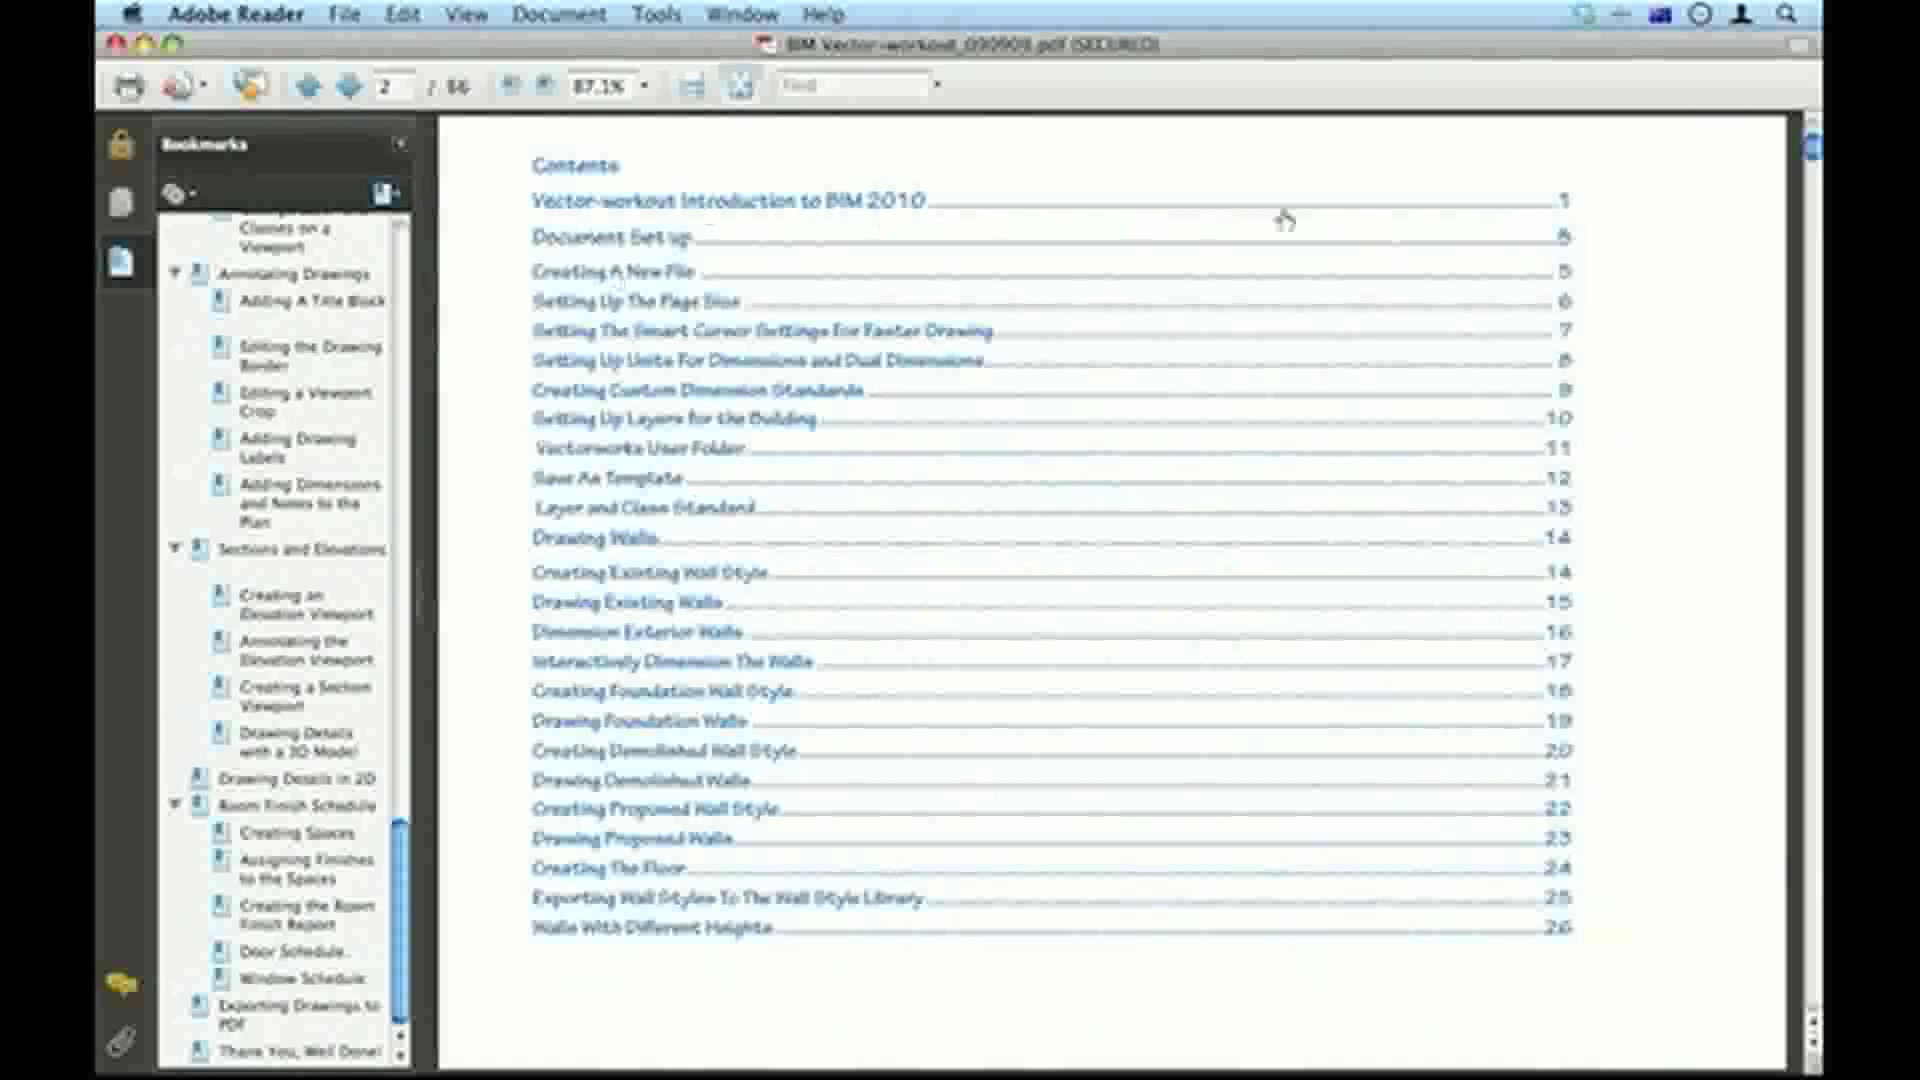 Adobe Reader File Edit View Document Tools Window Help
BIM Vector-workout_090909.pdf (SECURED)
2 / 86 87.1% Find
Bookmarks
Classes on a
Viewport
Annotating Drawings
Adding A Title Block
Editing the Drawing
Border
Editing a Viewport
Crop
Adding Drawing
Labels
Adding Dimensions
and Notes to the
Plan
Sections and Elevations
Creating an
Elevation Viewport
Annotating the
Elevation Viewport
Creating a Section
Viewport
Drawing Details
with a 3D Model
Drawing Details in 2D
Room Finish Schedule
Creating Spaces
Assigning Finishes
to the Spaces
Creating the Room
Finish Report
Door Schedule.
Window Schedule
Exporting Drawings to
PDF
Thank You, Well Done!
Contents
Vector-workout Introduction to BIM 2010 1
Document Set up 5
Creating A New File 5
Setting Up The Page Size 6
Setting The Smart Cursor Settings For Faster Drawing 7
Setting Up Units For Dimensions and Dual Dimensions 8
Creating Custom Dimension Standards 9
Setting Up Layers for the Building 10
Vectorworks User Folder 11
Save As Template 12
Layer and Class Standard 13
Drawing Walls 14
Creating Existing Wall Style 14
Drawing Existing Walls 15
Dimension Exterior Walls 16
Interactively Dimension The Walls 17
Creating Foundation Wall Style 18
Drawing Foundation Walls 19
Creating Demolished Wall Style 20
Drawing Demolished Walls 21
Creating Proposed Wall Style 22
Drawing Proposed Walls 23
Creating The Floor 24
Exporting Wall Styles To The Wall Style Library 25
Walls With Different Heights 26